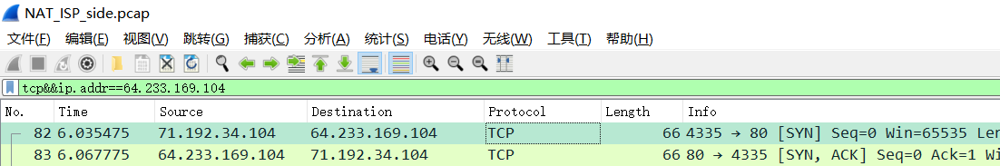 NAT_ISP_side.pcap
文件(F) 编辑(E) 视图(V) 跳转(G) 捕获(C) 分析(A) 统计(S) 电话(Y) 无线(W) 工具(T) 帮助(H)
tcp&&ip.addr==64.233.169.104
No. Time Source Destination Protocol Length Info
82 6.035475 71.192.34.104 64.233.169.104 TCP 66 4335 → 80 [SYN] Seq=0 Win=65535 Len
83 6.067775 64.233.169.104 71.192.34.104 TCP 66 80 → 4335 [SYN, ACK] Seq=0 Ack=1 Wi